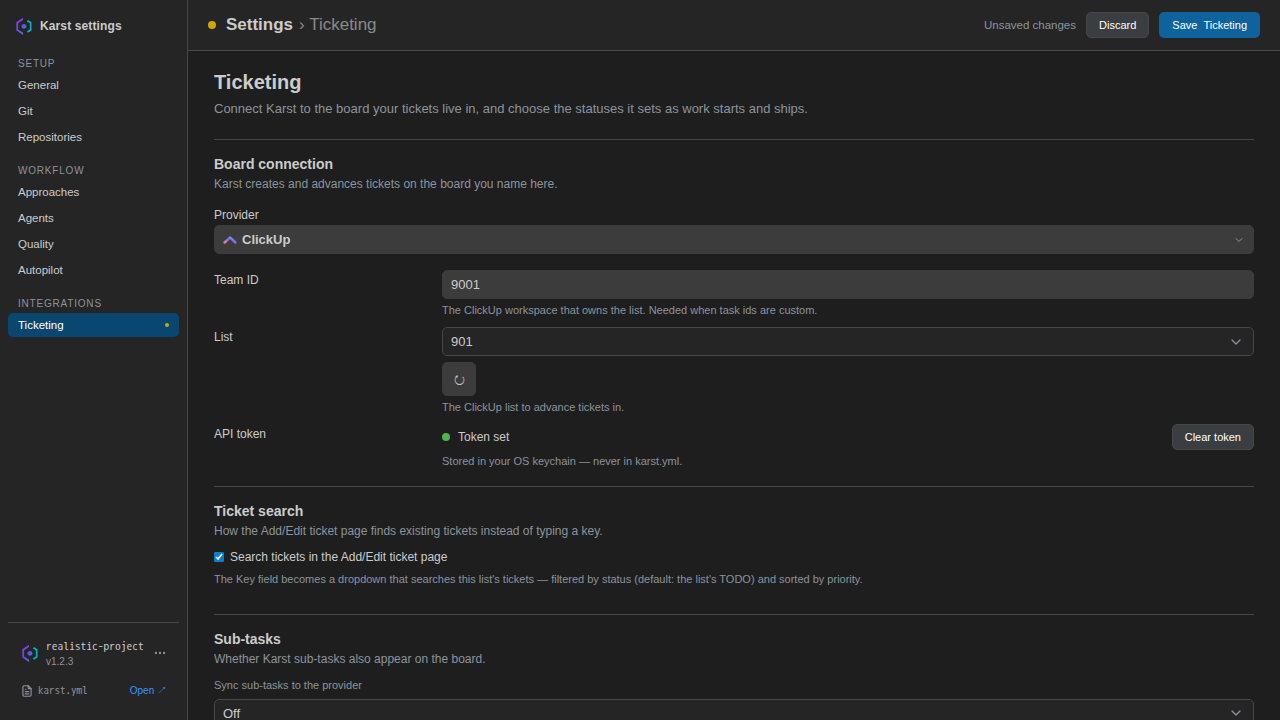 Karst settings
SETUP
General
Git
Repositories
WORKFLOW
Approaches
Agents
Quality
Autopilot
INTEGRATIONS
Ticketing
realistic-project
v1.2.3
karst.yml
Open ↗
Settings › Ticketing
Unsaved changes
Discard
Save Ticketing
Ticketing
Connect Karst to the board your tickets live in, and choose the statuses it sets as work starts and ships.
Board connection
Karst creates and advances tickets on the board you name here.
Provider
ClickUp
Team ID
9001
The ClickUp workspace that owns the list. Needed when task ids are custom.
List
901
The ClickUp list to advance tickets in.
API token
Token set
Clear token
Stored in your OS keychain — never in karst.yml.
Ticket search
How the Add/Edit ticket page finds existing tickets instead of typing a key.
Search tickets in the Add/Edit ticket page
The Key field becomes a dropdown that searches this list's tickets — filtered by status (default: the list's TODO) and sorted by priority.
Sub-tasks
Whether Karst sub-tasks also appear on the board.
Sync sub-tasks to the provider
Off